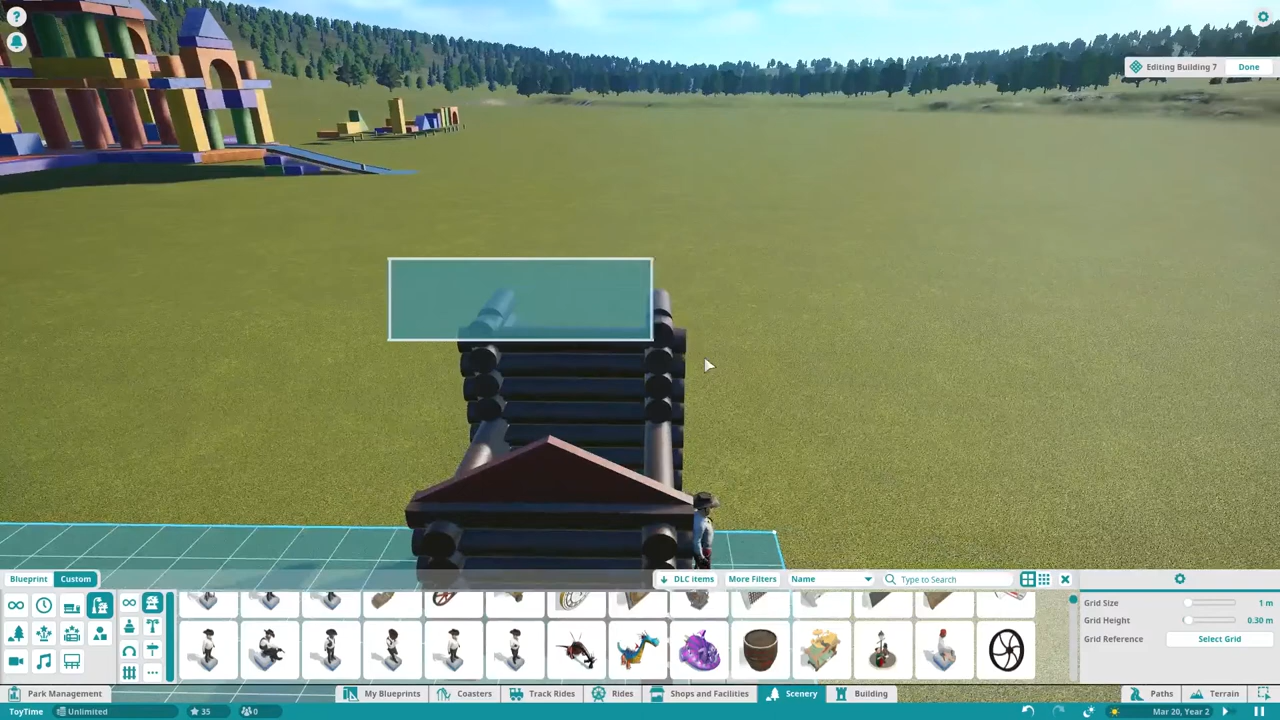 ?
Editing Building 7 Done
Blueprint Custom DLC items More Filters Name Type to Search
Grid Size 1 m
Grid Height 0.30 m
Grid Reference Select Grid
Park Management My Blueprints Coasters Track Rides Rides Shops and Facilities Scenery Building Paths Terrain
ToyTime Unlimited 35 0 Mar 20, Year 2